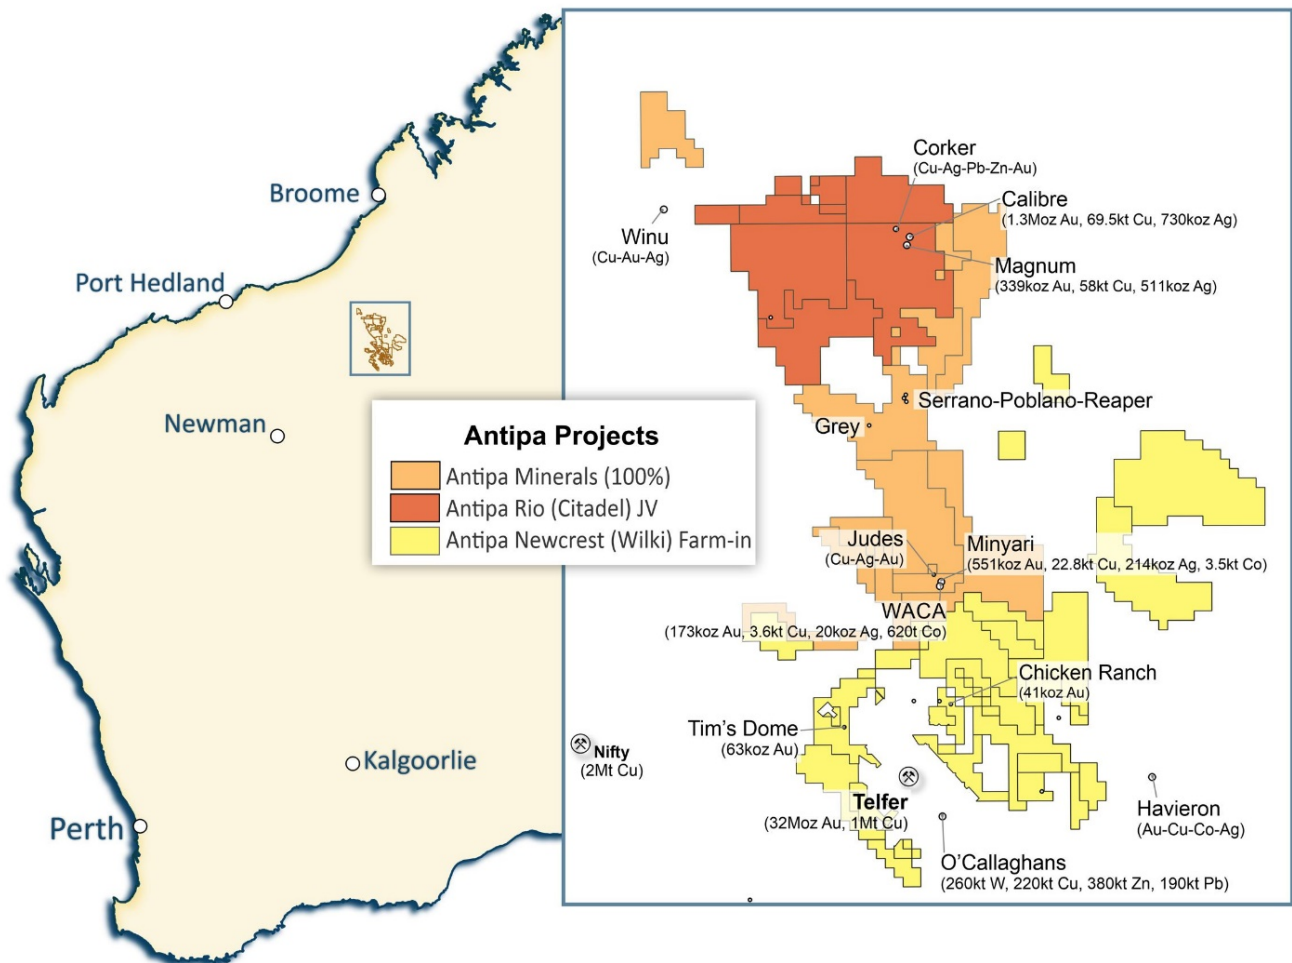 Broome
Port Hedland
Newman
Kalgoorlie
Perth
Antipa Projects
Antipa Minerals (100%)
Antipa Rio (Citadel) JV
Antipa Newcrest (Wilki) Farm-in
Corker
(Cu-Ag-Pb-Zn-Au)
Calibre
(1.3Moz Au, 69.5kt Cu, 730koz Ag)
Winu
(Cu-Au-Ag)
Magnum
(339koz Au, 58kt Cu, 511koz Ag)
Serrano-Poblano-Reaper
Grey
Judes
(Cu-Ag-Au)
Minyari
(551koz Au, 22.8kt Cu, 214koz Ag, 3.5kt Co)
WACA
(173koz Au, 3.6kt Cu, 20koz Ag, 620t Co)
Chicken Ranch
(41koz Au)
Tim's Dome
(63koz Au)
Nifty
(2Mt Cu)
Telfer
(32Moz Au, 1Mt Cu)
Havieron
(Au-Cu-Co-Ag)
O'Callaghans
(260kt W, 220kt Cu, 380kt Zn, 190kt Pb)